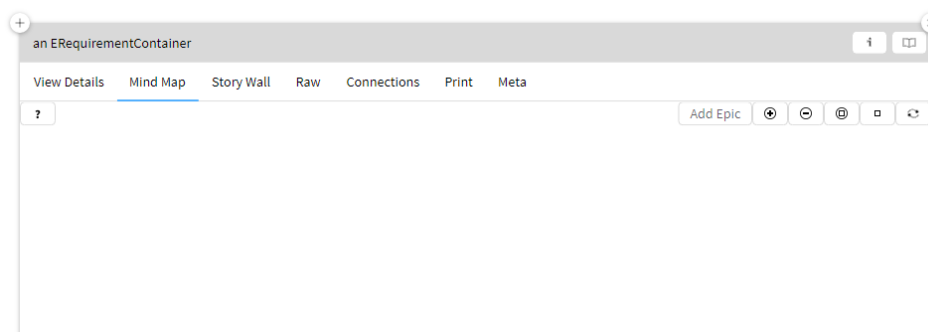 an ERequirementContainer
View Details Mind Map Story Wall Raw Connections Print Meta
? Add Epic